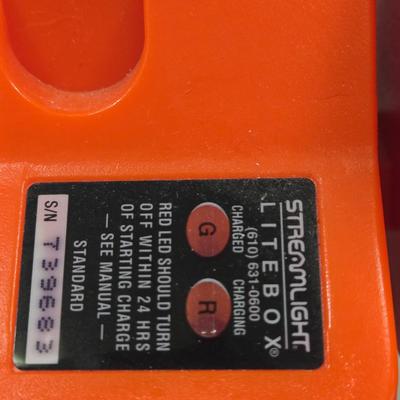 STREAMLIGHT®
LITEBOX®
(610) 631-0600
CHARGED CHARGING
G R
RED LED SHOULD TURN
OFF WITHIN 24 HRS
OF STARTING CHARGE
— SEE MANUAL —
STANDARD
S/N T39683